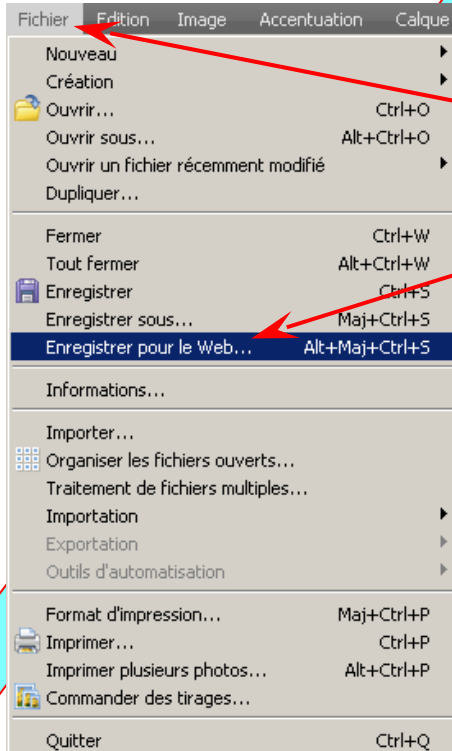 Fichier Edition Image Accentuation Calque
Nouveau
Création
Ouvrir... Ctrl+O
Ouvrir sous... Alt+Ctrl+O
Ouvrir un fichier récemment modifié
Dupliquer...
Fermer Ctrl+W
Tout fermer Alt+Ctrl+W
Enregistrer Ctrl+S
Enregistrer sous... Maj+Ctrl+S
Enregistrer pour le Web... Alt+Maj+Ctrl+S
Informations...
Importer...
Organiser les fichiers ouverts...
Traitement de fichiers multiples...
Importation
Exportation
Outils d'automatisation
Format d'impression... Maj+Ctrl+P
Imprimer... Ctrl+P
Imprimer plusieurs photos... Alt+Ctrl+P
Commander des tirages...
Quitter Ctrl+Q